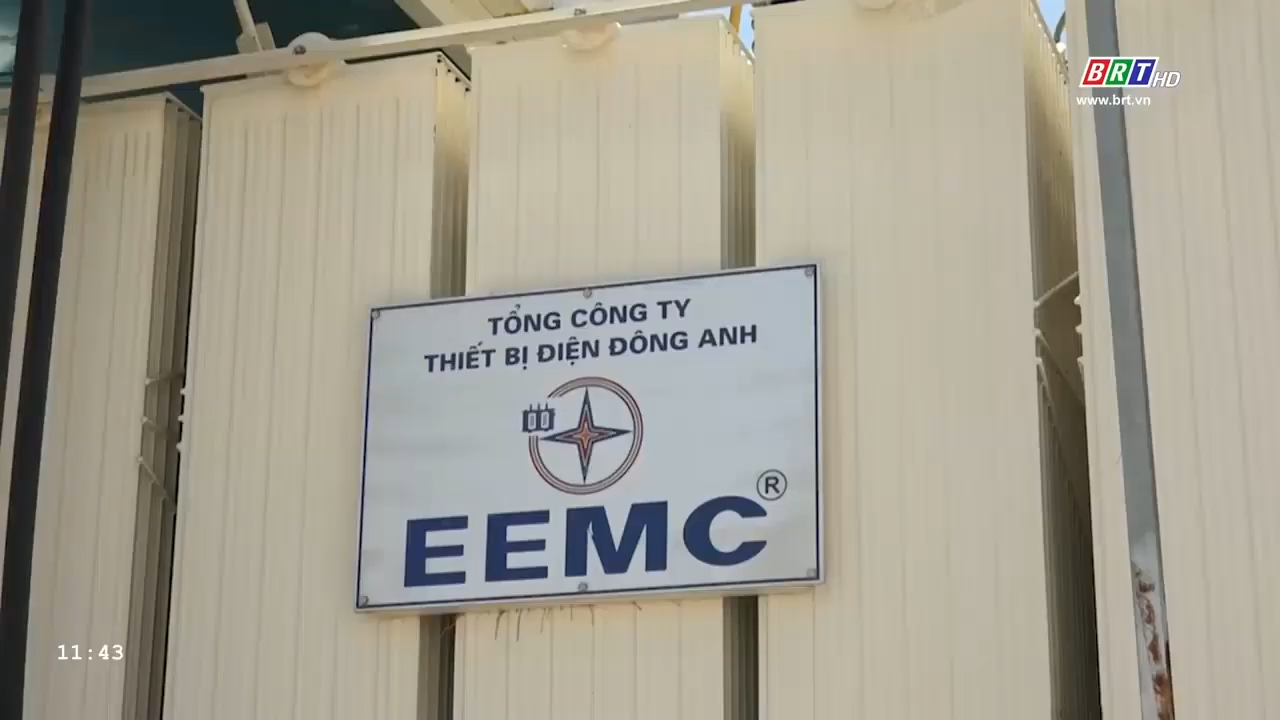 BRT HD
www.brt.vn
TỔNG CÔNG TY
THIẾT BỊ ĐIỆN ĐÔNG ANH
EEMC®
11:43